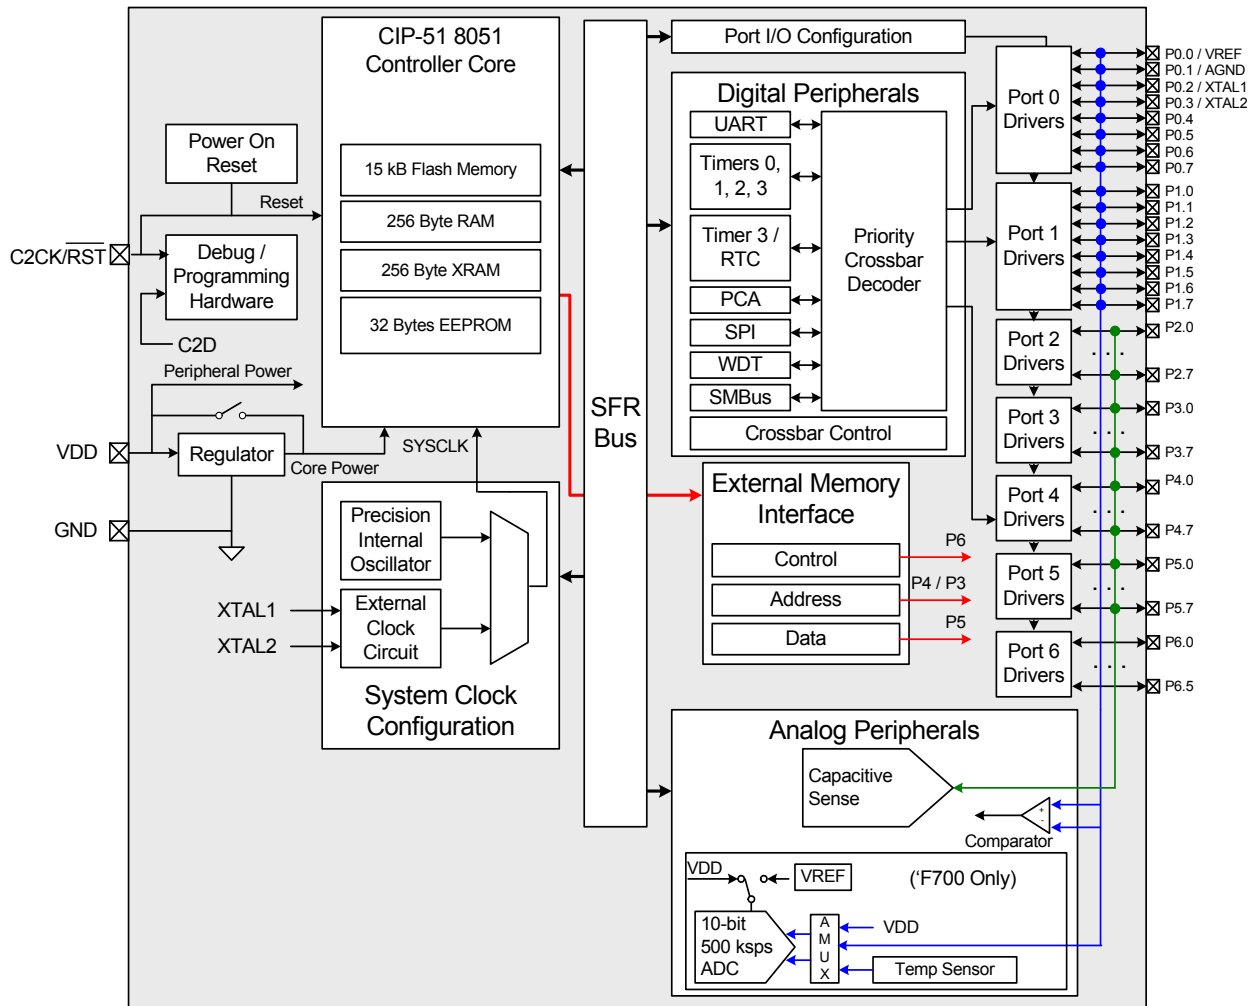 CIP-51 8051
Controller Core
15 kB Flash Memory
256 Byte RAM
256 Byte XRAM
32 Bytes EEPROM
Power On
Reset
Reset
C2CK/RST
Debug /
Programming
Hardware
C2D
Peripheral Power
VDD
Regulator
Core Power
GND
SYSCLK
Precision
Internal
Oscillator
XTAL1
XTAL2
External
Clock
Circuit
System Clock
Configuration
SFR
Bus
Port I/O Configuration
Digital Peripherals
UART
Timers 0,
1, 2, 3
Timer 3 /
RTC
PCA
SPI
WDT
SMBus
Priority
Crossbar
Decoder
Crossbar Control
External Memory
Interface
Control
Address
Data
P6
P4 / P3
P5
Port 0
Drivers
Port 1
Drivers
Port 2
Drivers
Port 3
Drivers
Port 4
Drivers
Port 5
Drivers
Port 6
Drivers
P0.0 / VREF
P0.1 / AGND
P0.2 / XTAL1
P0.3 / XTAL2
P0.4
P0.5
P0.6
P0.7
P1.0
P1.1
P1.2
P1.3
P1.4
P1.5
P1.6
P1.7
P2.0
. . .
P2.7
P3.0
. . .
P3.7
P4.0
. . .
P4.7
P5.0
. . .
P5.7
P6.0
. . .
P6.5
Analog Peripherals
Capacitive
Sense
+
-
Comparator
VDD
VREF
('F700 Only)
10-bit
500 ksps
ADC
A
M
U
X
VDD
Temp Sensor